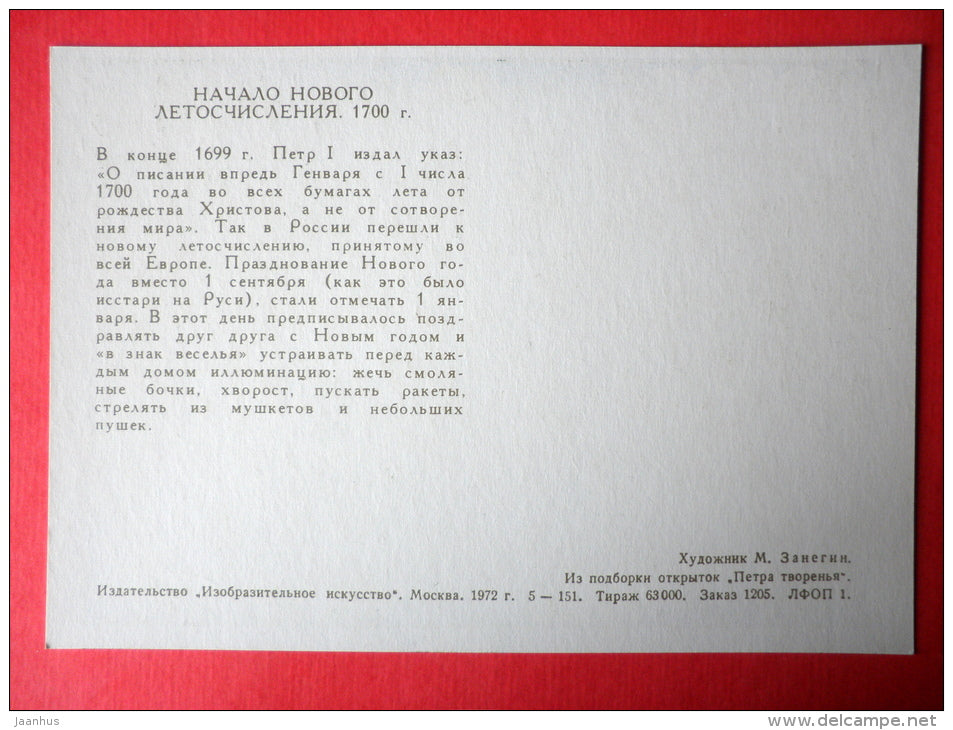 НАЧАЛО НОВОГО
ЛЕТОСЧИСЛЕНИЯ. 1700 г.
В конце 1699 г. Петр I издал указ:
«О писании впредь Генваря с I числа
1700 года во всех бумагах лета от
рождества Христова, а не от сотворе-
ния мира». Так в России перешли к
новому летосчислению, принятому во
всей Европе. Празднование Нового го-
да вместо 1 сентября (как это было
исстари на Руси), стали отмечать 1 ян-
варя. В этот день предписывалось позд-
равлять друг друга с Новым годом и
«в знак веселья» устраивать перед каж-
дым домом иллюминацию: жечь смоля-
ные бочки, хворост, пускать ракеты,
стрелять из мушкетов и небольших
пушек.
Художник М. Занегин.
Из подборки открыток „Петра творенья“.
Издательство „Изобразительное искусство“. Москва. 1972 г. 5 — 151. Тираж 63000. Заказ 1205. ЛФОП 1.
Jaanhus
www.delcampe.net